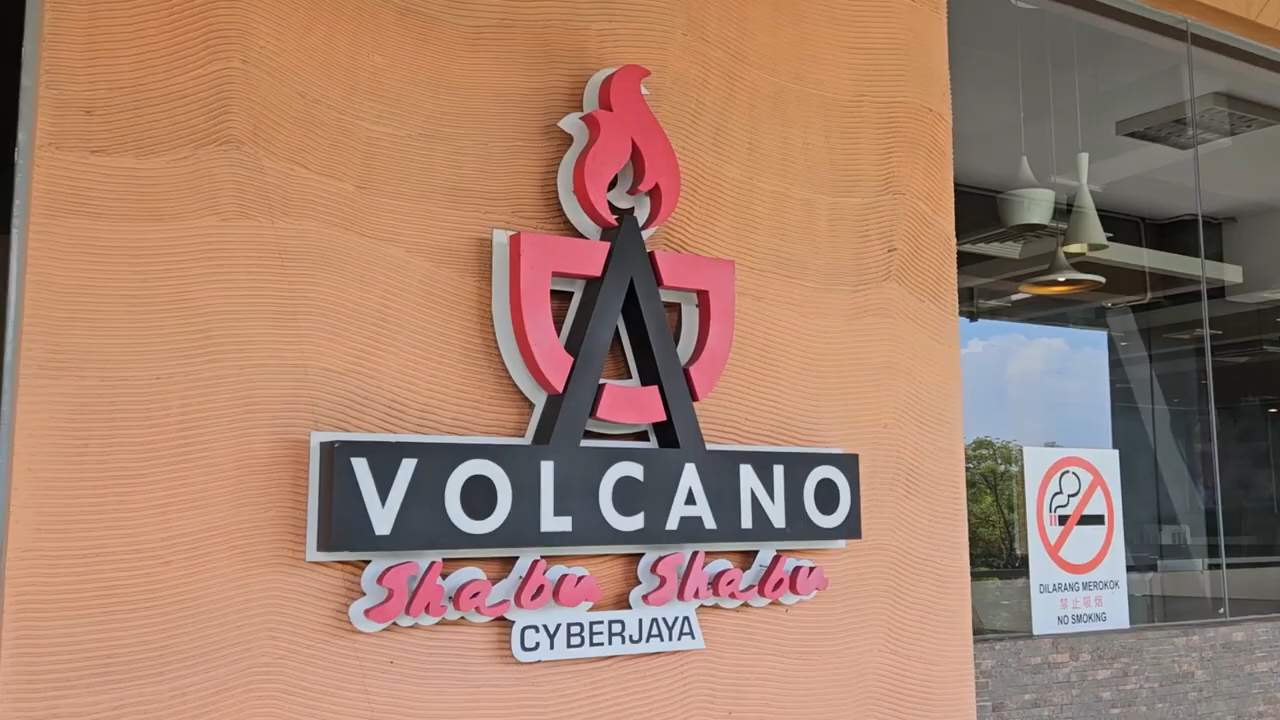 VOLCANO
Shabu Shabu
CYBERJAYA
DILARANG MEROKOK
禁止吸烟
NO SMOKING